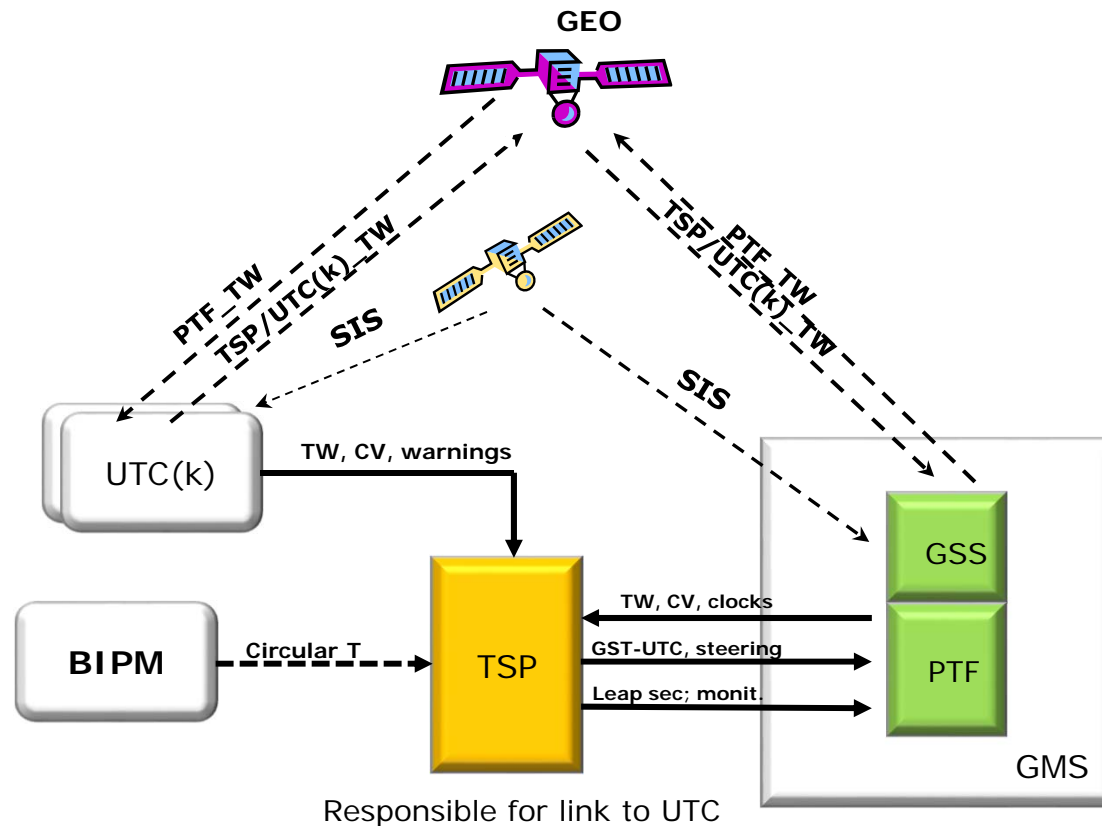 GEO
PTF_TW
TSP/UTC(k)_TW
PTF_TW
TSP/UTC(k)_TW
SIS
SIS
UTC(k)
TW, CV, warnings
GSS
TW, CV, clocks
BIPM
Circular T
TSP
GST-UTC, steering
PTF
Leap sec; monit.
GMS
Responsible for link to UTC